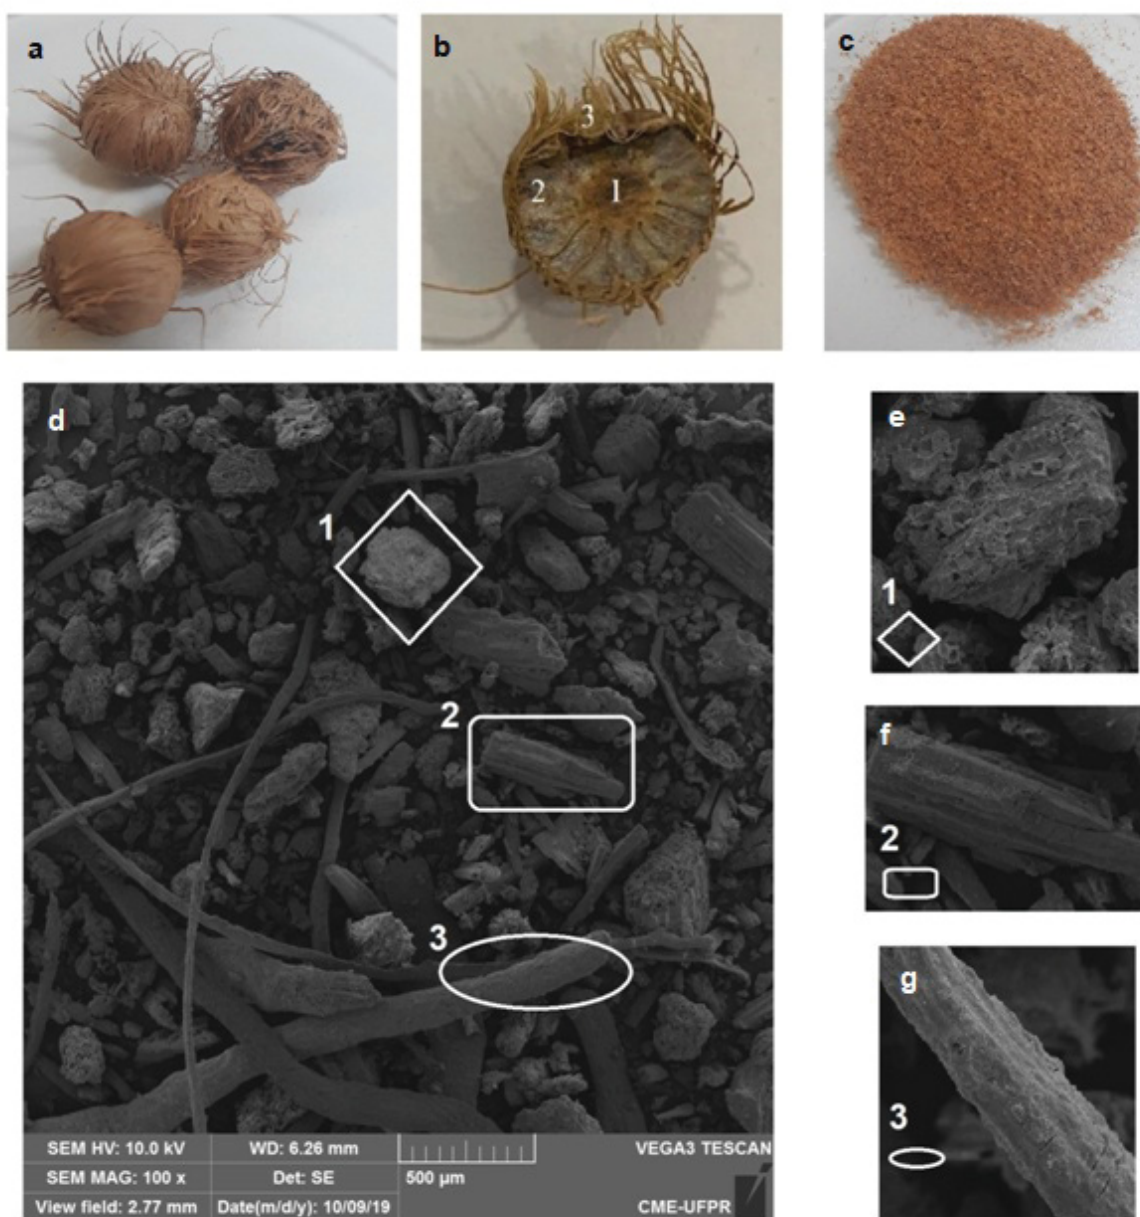 a
b
c
3
2
1
d
1
2
3
e
1
f
2
g
3
SEM HV: 10.0 kV
WD: 6.26 mm
VEGA3 TESCAN
SEM MAG: 100 x
Det: SE
500 µm
View field: 2.77 mm
Date(m/d/y): 10/09/19
CME-UFPR